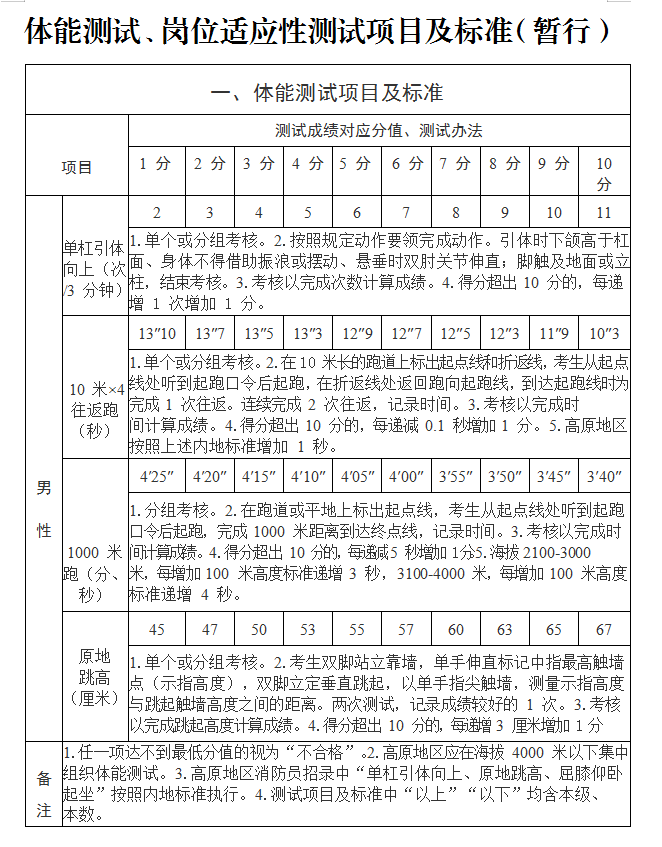 体能测试、岗位适应性测试项目及标准（暂行）
一、体能测试项目及标准
项目
测试成绩对应分值、测试办法
1 分 2 分 3 分 4 分 5 分 6 分 7 分 8 分 9 分 10
分
男
性
单杠引体
向上（次
/3 分钟）
2 3 4 5 6 7 8 9 10 11
1.单个或分组考核。2.按照规定动作要领完成动作。引体时下颌高于杠
面、身体不得借助振浪或摆动、悬垂时双肘关节伸直；脚触及地面或立
柱，结束考核。3.考核以完成次数计算成绩。4.得分超出 10 分的，每递
增 1 次增加 1 分。
10 米×4
往返跑
（秒）
13″10 13″7 13″5 13″3 12″9 12″7 12″5 12″3 11″9 10″3
1.单个或分组考核。2.在10 米长的跑道上标出起点线和折返线，考生从起点
线处听到起跑口令后起跑，在折返线处返回跑向起跑线，到达起跑线时为
完成 1 次往返。连续完成 2 次往返，记录时间。3.考核以完成时
间计算成绩。4.得分超出 10 分的，每递减 0.1 秒增加 1 分。5.高原地区
按照上述内地标准增加 1 秒。
1000 米
跑（分、
秒）
4′25″ 4′20″ 4′15″ 4′10″ 4′05″ 4′00″ 3′55″ 3′50″ 3′45″ 3′40″
1.分组考核。2.在跑道或平地上标出起点线，考生从起点线处听到起跑
口令后起跑，完成 1000 米距离到达终点线，记录时间。3.考核以完成时
间计算成绩。4.得分超出 10 分的，每递减5 秒增加1分5.海拔2100-3000
米，每增加100 米高度标准递增 3 秒，3100-4000 米，每增加 100 米高度
标准递增 4 秒。
原地
跳高
（厘米）
45 47 50 53 55 57 60 63 65 67
1.单个或分组考核。2.考生双脚站立靠墙，单手伸直标记中指最高触墙
点（示指高度），双脚立定垂直跳起，以单手指尖触墙，测量示指高度
与跳起触墙高度之间的距离。两次测试，记录成绩较好的 1 次。3.考核
以完成跳起高度计算成绩。4.得分超出 10 分的，每递增 3 厘米增加1分
备
注
1.任一项达不到最低分值的视为“不合格”。2.高原地区应在海拔 4000 米以下集中
组织体能测试。3.高原地区消防员招录中“单杠引体向上、原地跳高、屈膝仰卧
起坐”按照内地标准执行。4.测试项目及标准中“以上”“以下”均含本级、
本数。